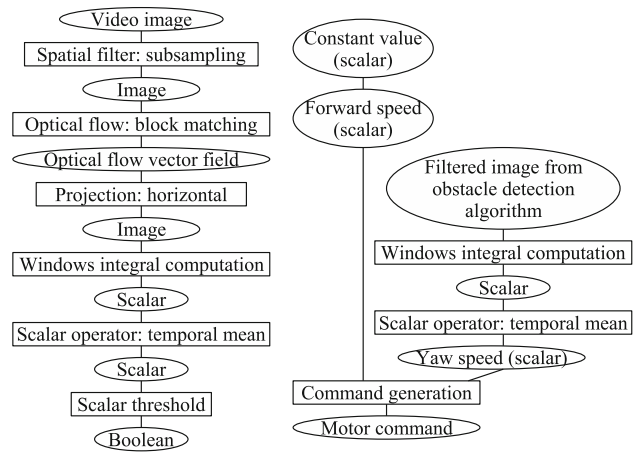 Video image
Spatial filter: subsampling
Image
Optical flow: block matching
Optical flow vector field
Projection: horizontal
Image
Windows integral computation
Scalar
Scalar operator: temporal mean
Scalar
Scalar threshold
Boolean
Constant value
(scalar)
Forward speed
(scalar)
Filtered image from
obstacle detection
algorithm
Windows integral computation
Scalar
Scalar operator: temporal mean
Yaw speed (scalar)
Command generation
Motor command